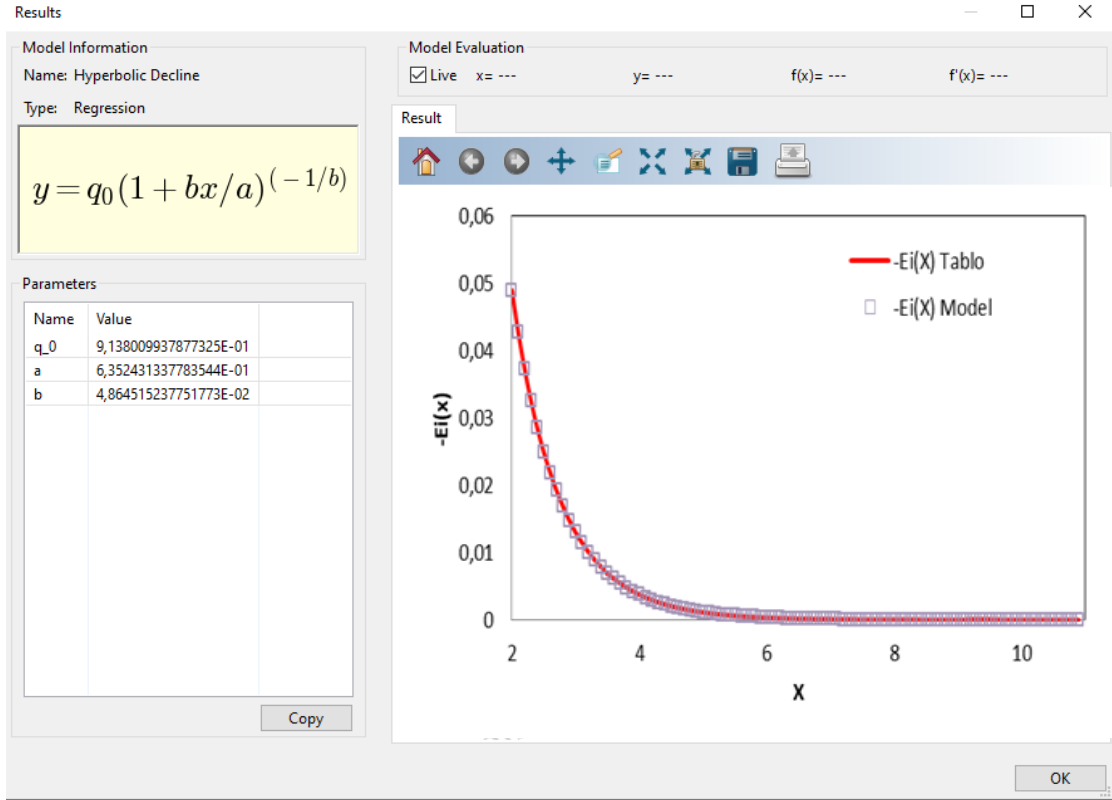 Results
Model Information
Name: Hyperbolic Decline
Type: Regression
y = q₀(1 + bx/a)^(−1/b)
Parameters
Name Value
q_0 9,138009937877325E-01
a 6,352431337783544E-01
b 4,864515237751773E-02
Copy
Model Evaluation
Live x= --- y= --- f(x)= --- f'(x)= ---
Result
0,06
0,05
0,04
0,03
0,02
0,01
0
-Ei(x)
-Ei(X) Tablo
-Ei(X) Model
2 4 6 8 10
X
OK